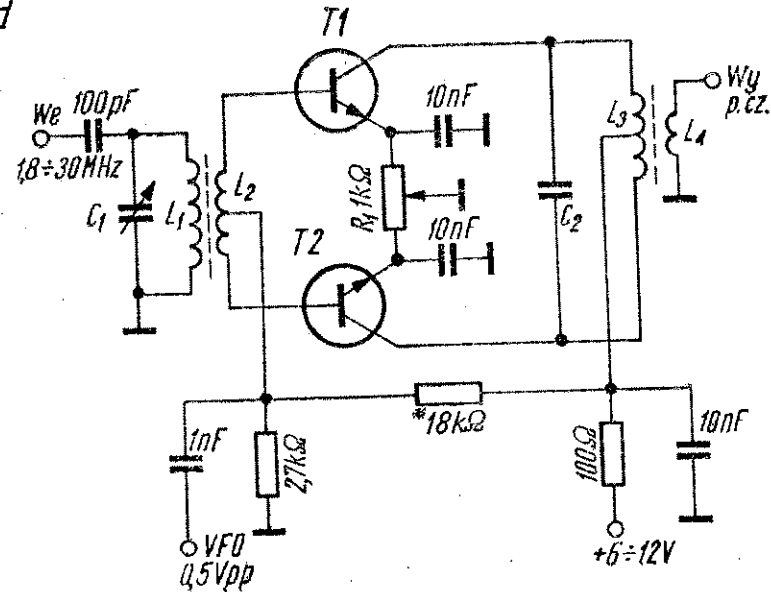 d
T1
We
100pF
1,8÷30MHz
C1
L1
L2
10nF
R1 1kΩ
T2
10nF
C2
L3
L4
Wy
p.cz.
1nF
2,7kΩ
*18kΩ
100Ω
10nF
VFO
0,5Vpp
+6÷12V